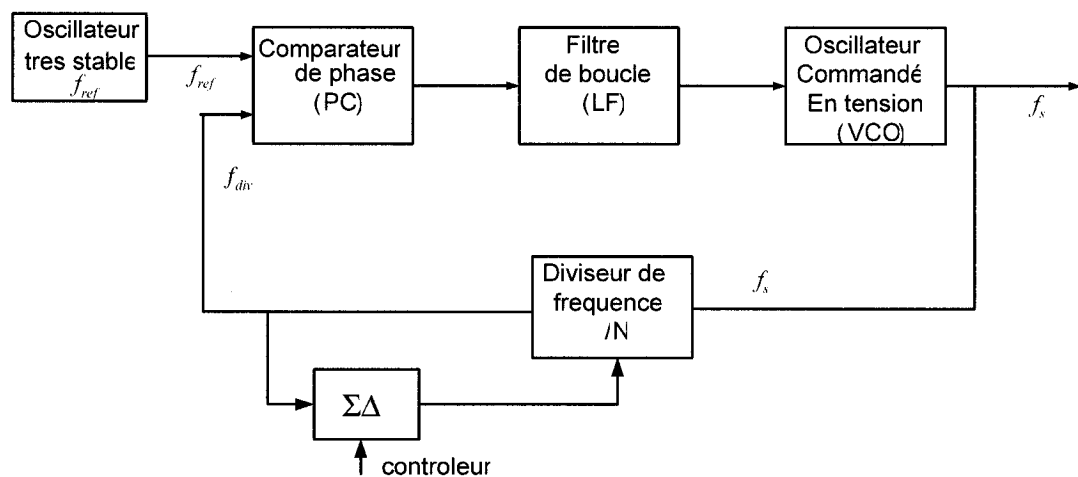 Oscillateur
tres stable
f_ref
f_ref
Comparateur
de phase
(PC)
Filtre
de boucle
(LF)
Oscillateur
Commandé
En tension
(VCO)
f_s
f_div
Diviseur de
frequence
/N
f_s
ΣΔ
controleur